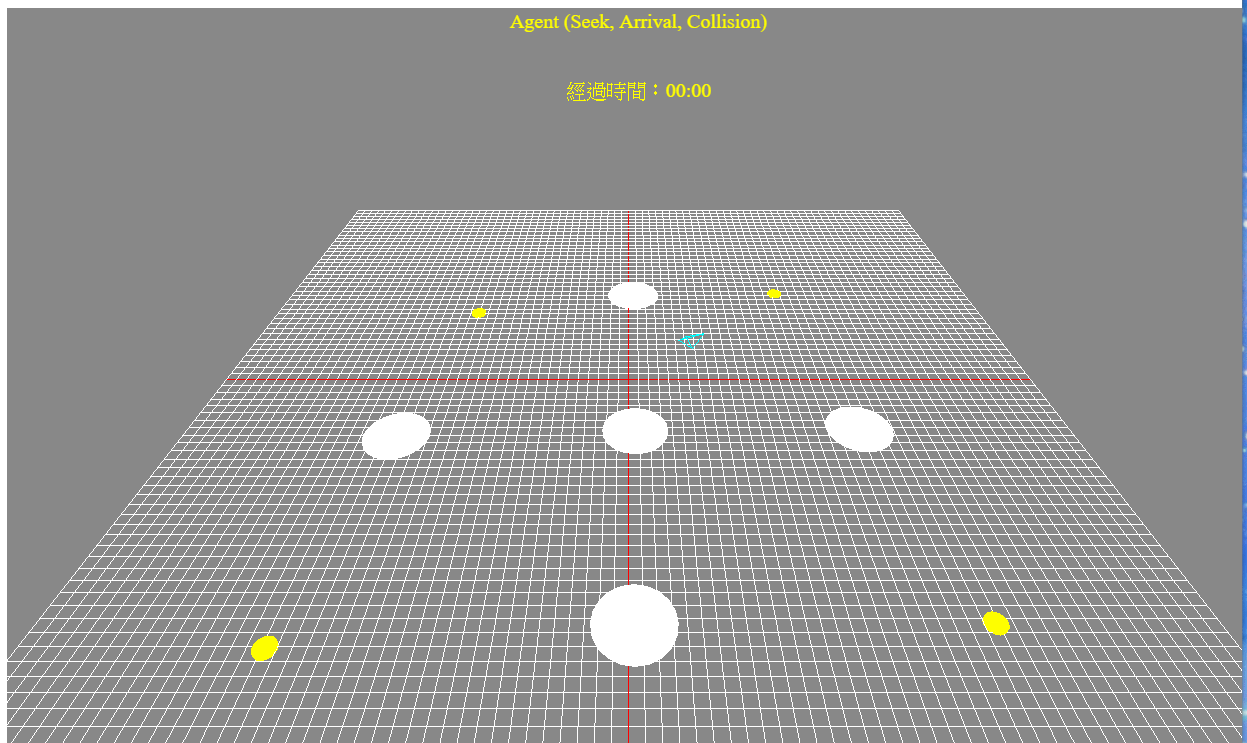 Agent (Seek, Arrival, Collision)
經過時間：00:00